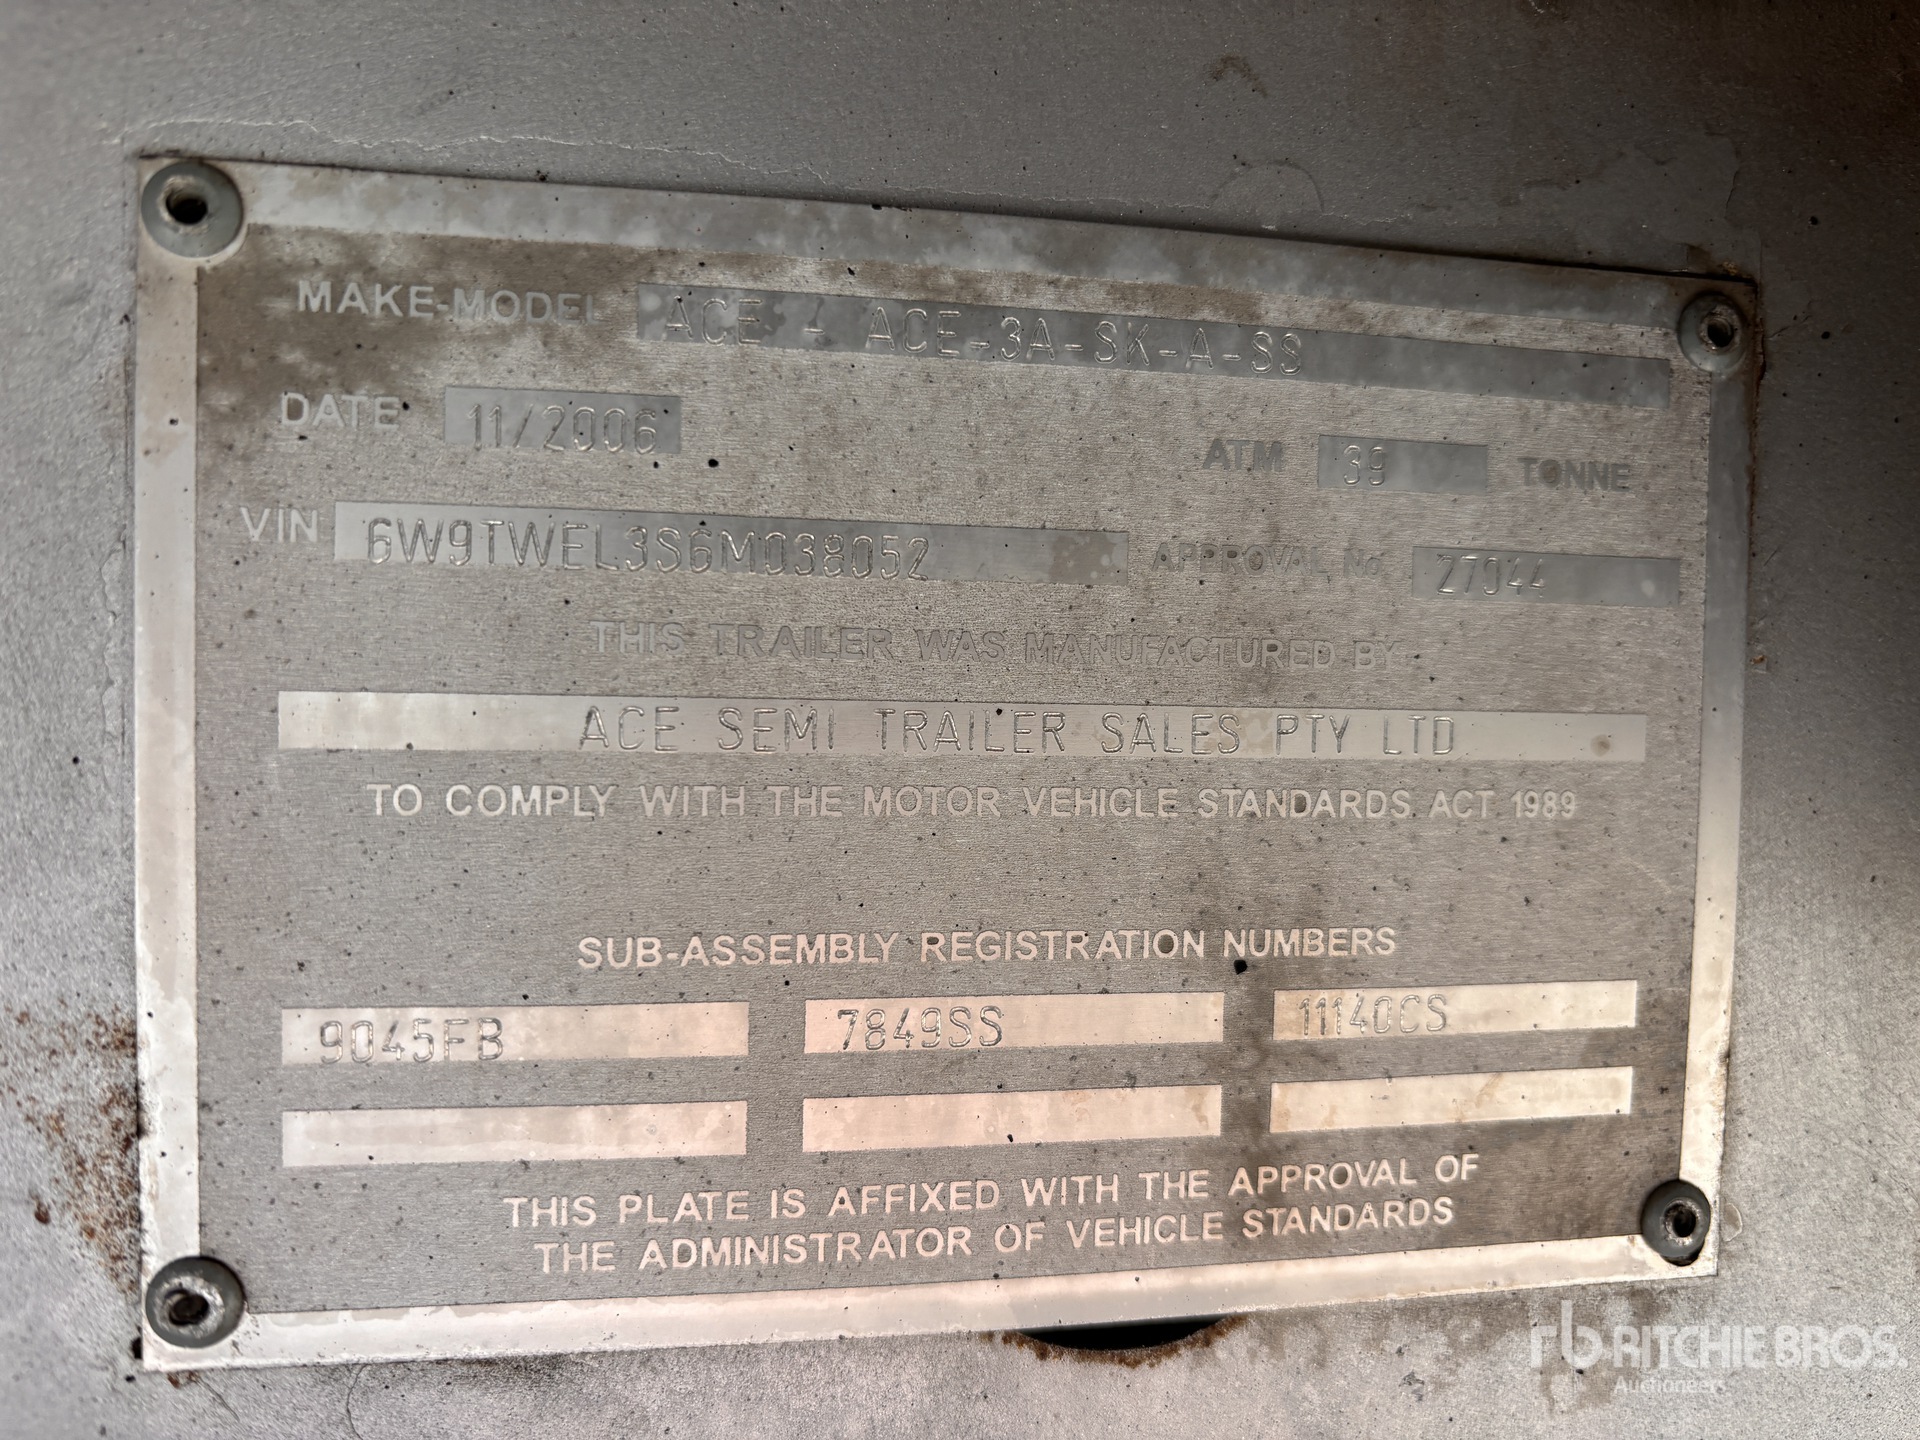 MAKE-MODEL ACE - ACE-3A-SK-A-SS
DATE 11/2006
ATM 39 TONNE
VIN 6W9TWEL3S6M038052 APPROVAL No. 27044
THIS TRAILER WAS MANUFACTURED BY
ACE SEMI TRAILER SALES PTY LTD
TO COMPLY WITH THE MOTOR VEHICLE STANDARDS ACT 1989
SUB-ASSEMBLY REGISTRATION NUMBERS
9045FB 7849SS 11140CS
THIS PLATE IS AFFIXED WITH THE APPROVAL OF
THE ADMINISTRATOR OF VEHICLE STANDARDS
rb RITCHIE BROS.
Auctioneers